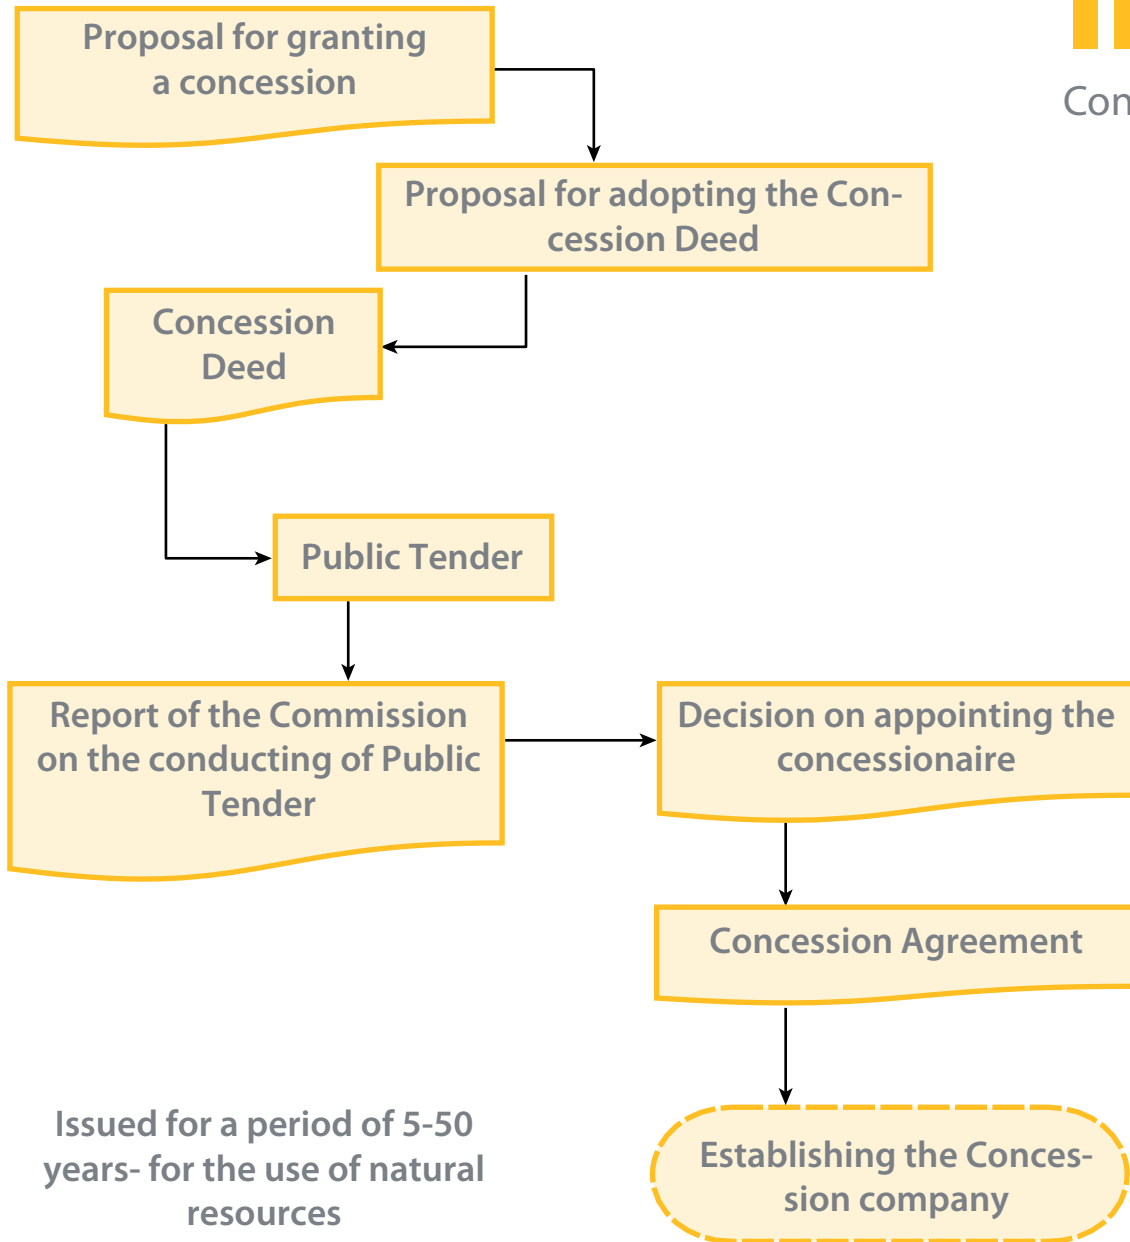 Proposal for granting
a concession
Con
Proposal for adopting the Con-
cession Deed
Concession
Deed
Public Tender
Report of the Commission
on the conducting of Public
Tender
Decision on appointing the
concessionaire
Concession Agreement
Issued for a period of 5-50
years- for the use of natural
resources
Establishing the Conces-
sion company